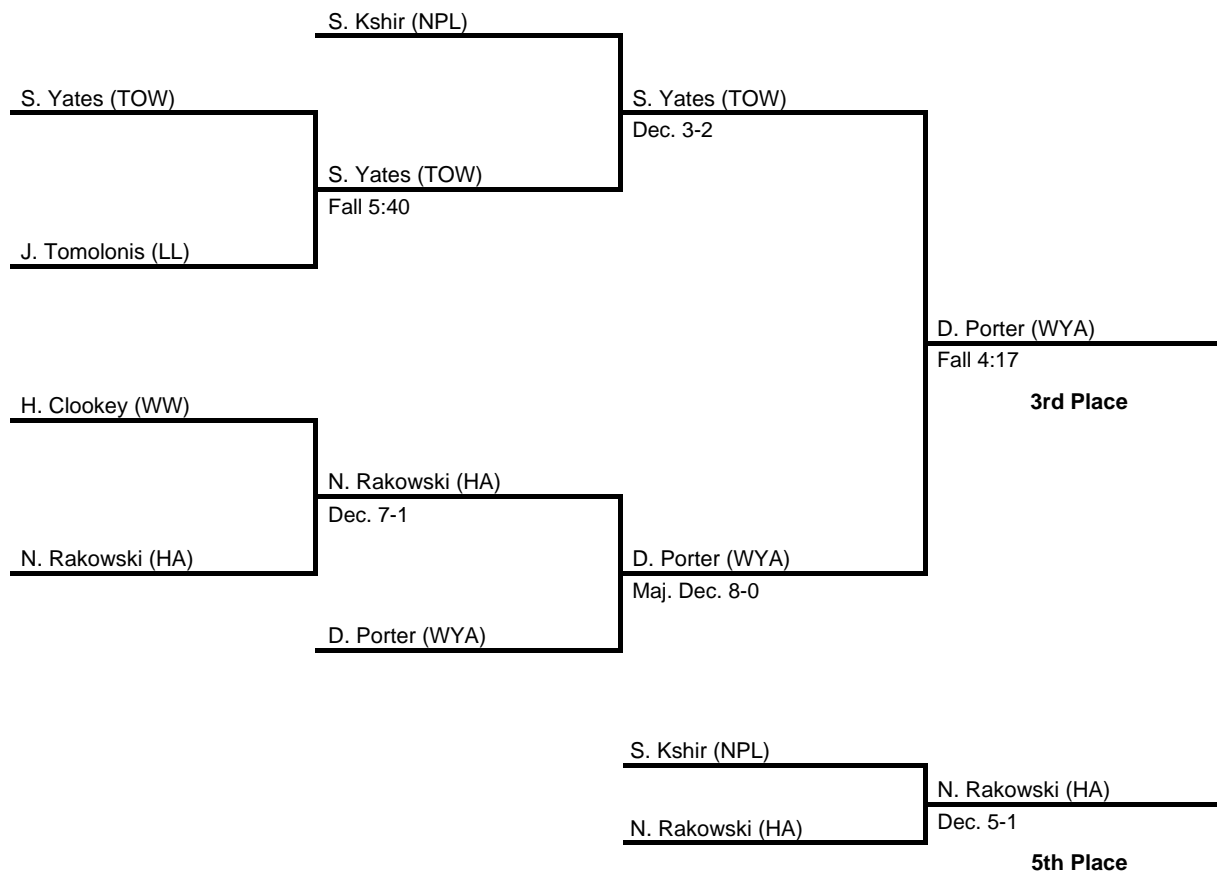 S. Kshir (NPL)
S. Yates (TOW)
S. Yates (TOW)
Dec. 3-2
S. Yates (TOW)
Fall 5:40
J. Tomolonis (LL)
D. Porter (WYA)
Fall 4:17
3rd Place
H. Clookey (WW)
N. Rakowski (HA)
Dec. 7-1
N. Rakowski (HA)
D. Porter (WYA)
Maj. Dec. 8-0
D. Porter (WYA)
S. Kshir (NPL)
N. Rakowski (HA)
Dec. 5-1
N. Rakowski (HA)
5th Place